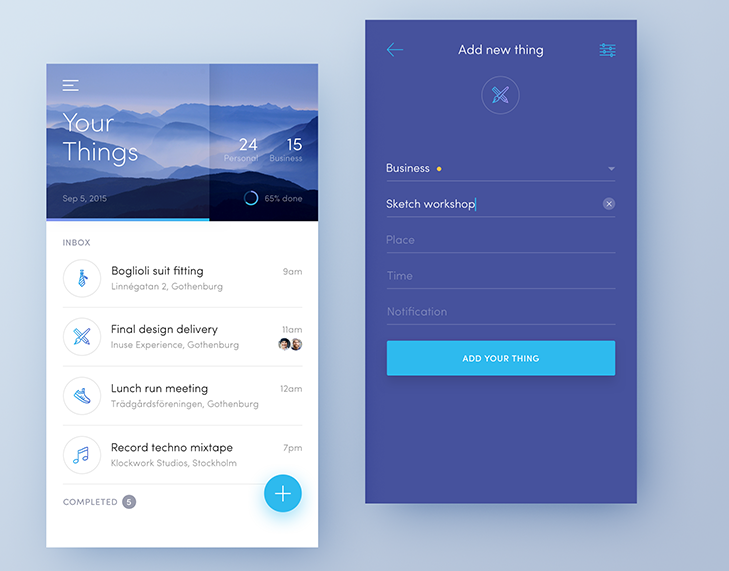 Your
Things
24 15
Personal Business
Sep 5, 2015
65% done
INBOX
Boglioli suit fitting 9am
Linnégatan 2, Gothenburg
Final design delivery 11am
Inuse Experience, Gothenburg
Lunch run meeting 12am
Trädgårdsföreningen, Gothenburg
Record techno mixtape 7pm
Klockwork Studios, Stockholm
COMPLETED 5
Add new thing
Business
Sketch workshop
Place
Time
Notification
ADD YOUR THING